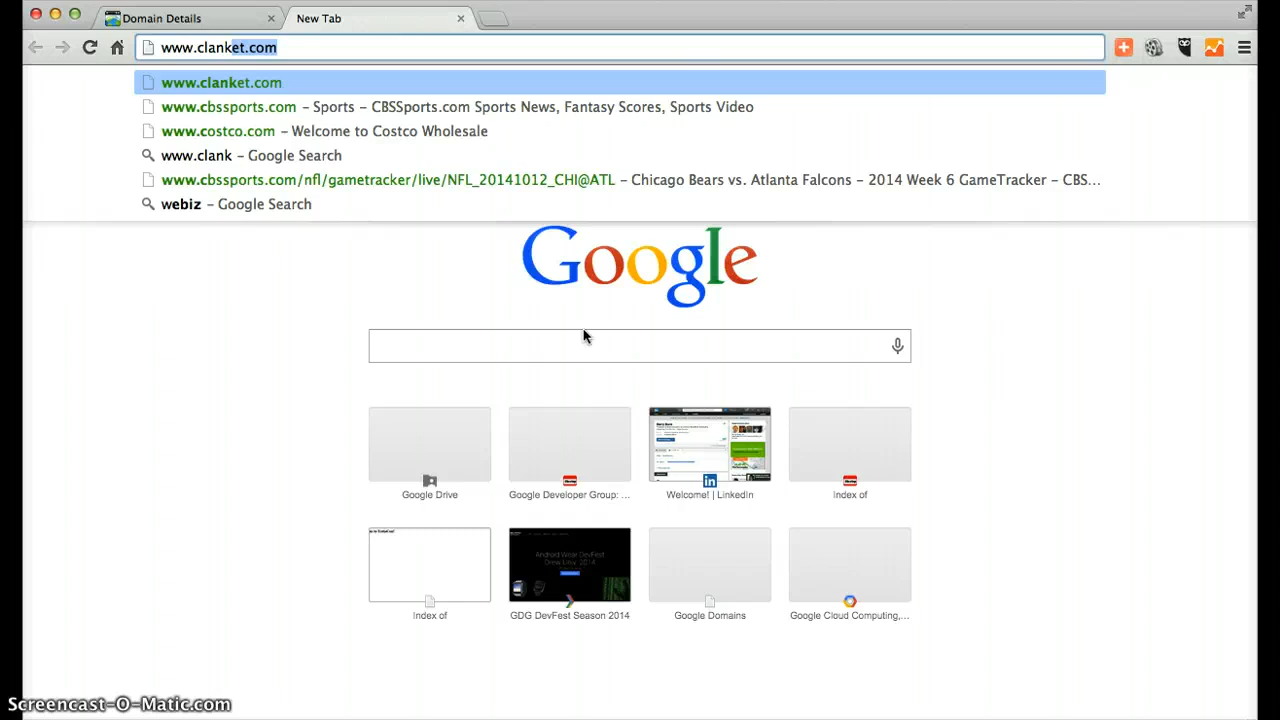 Domain Details
New Tab
www.clanket.com
www.clanket.com
www.cbssports.com – Sports – CBSSports.com Sports News, Fantasy Scores, Sports Video
www.costco.com – Welcome to Costco Wholesale
www.clank – Google Search
www.cbssports.com/nfl/gametracker/live/NFL_20141012_CHI@ATL – Chicago Bears vs. Atlanta Falcons – 2014 Week 6 GameTracker – CBS...
webiz – Google Search
Google
Google Drive
Google Developer Group: ...
Welcome! | LinkedIn
Index of
Android Wear DevFest
Index of
GDG DevFest Season 2014
Google Domains
Google Cloud Computing,...
Screencast-O-Matic.com